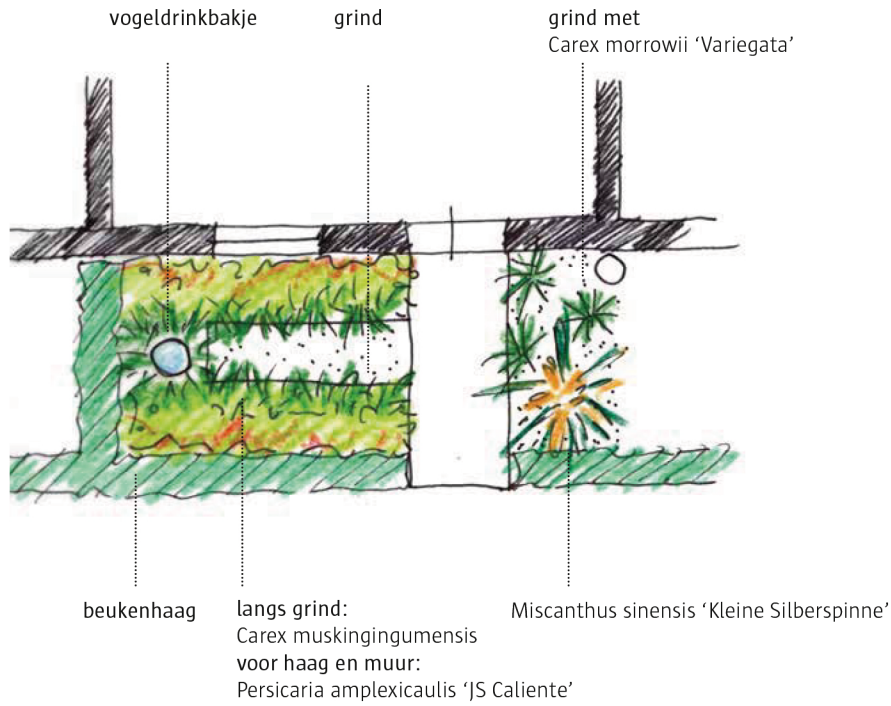 vogeldrinkbakje
grind
grind met
Carex morrowii ‘Variegata’
beukenhaag
langs grind:
Carex muskingingumensis
voor haag en muur:
Persicaria amplexicaulis ‘JS Caliente’
Miscanthus sinensis ‘Kleine Silberspinne’